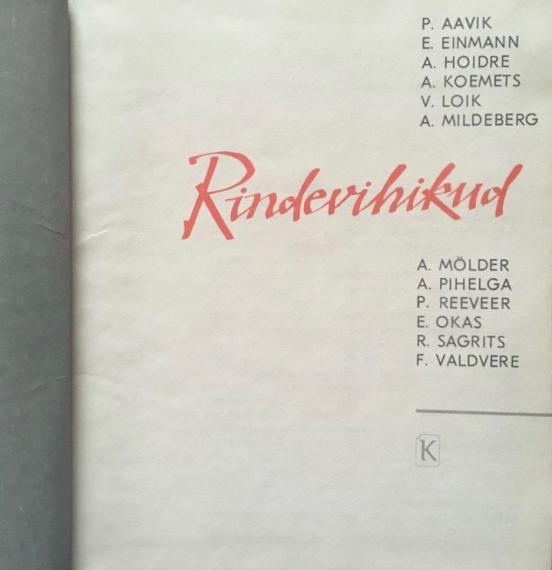 P. AAVIK
E. EINMANN
A. HOIDRE
A. KOEMETS
V. LOIK
A. MILDEBERG
Rindevihikud
A. MÖLDER
A. PIHELGA
P. REEVEER
E. OKAS
R. SAGRITS
F. VALDVERE
K